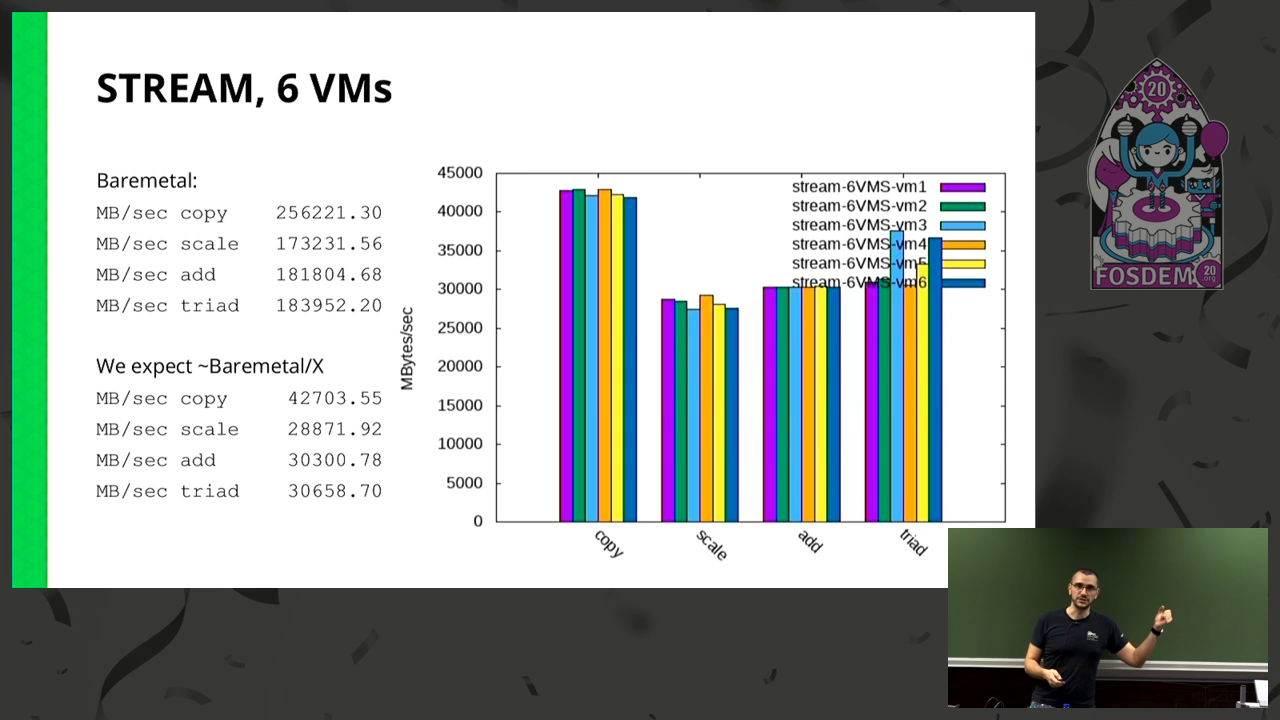 STREAM, 6 VMs
Baremetal:
MB/sec copy 256221.30
MB/sec scale 173231.56
MB/sec add 181804.68
MB/sec triad 183952.20
We expect ~Baremetal/X
MB/sec copy 42703.55
MB/sec scale 28871.92
MB/sec add 30300.78
MB/sec triad 30658.70
MBytes/sec
45000
40000
35000
30000
25000
20000
15000
10000
5000
0
stream-6VMS-vm1
stream-6VMS-vm2
stream-6VMS-vm3
stream-6VMS-vm4
stream-6VMS-vm5
stream-6VMS-vm6
copy
scale
add
triad
20
FOSDEM
20
.org